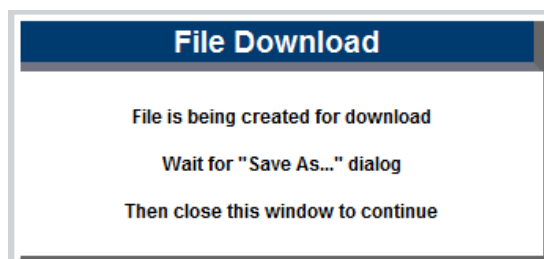 File Download
File is being created for download
Wait for "Save As..." dialog
Then close this window to continue